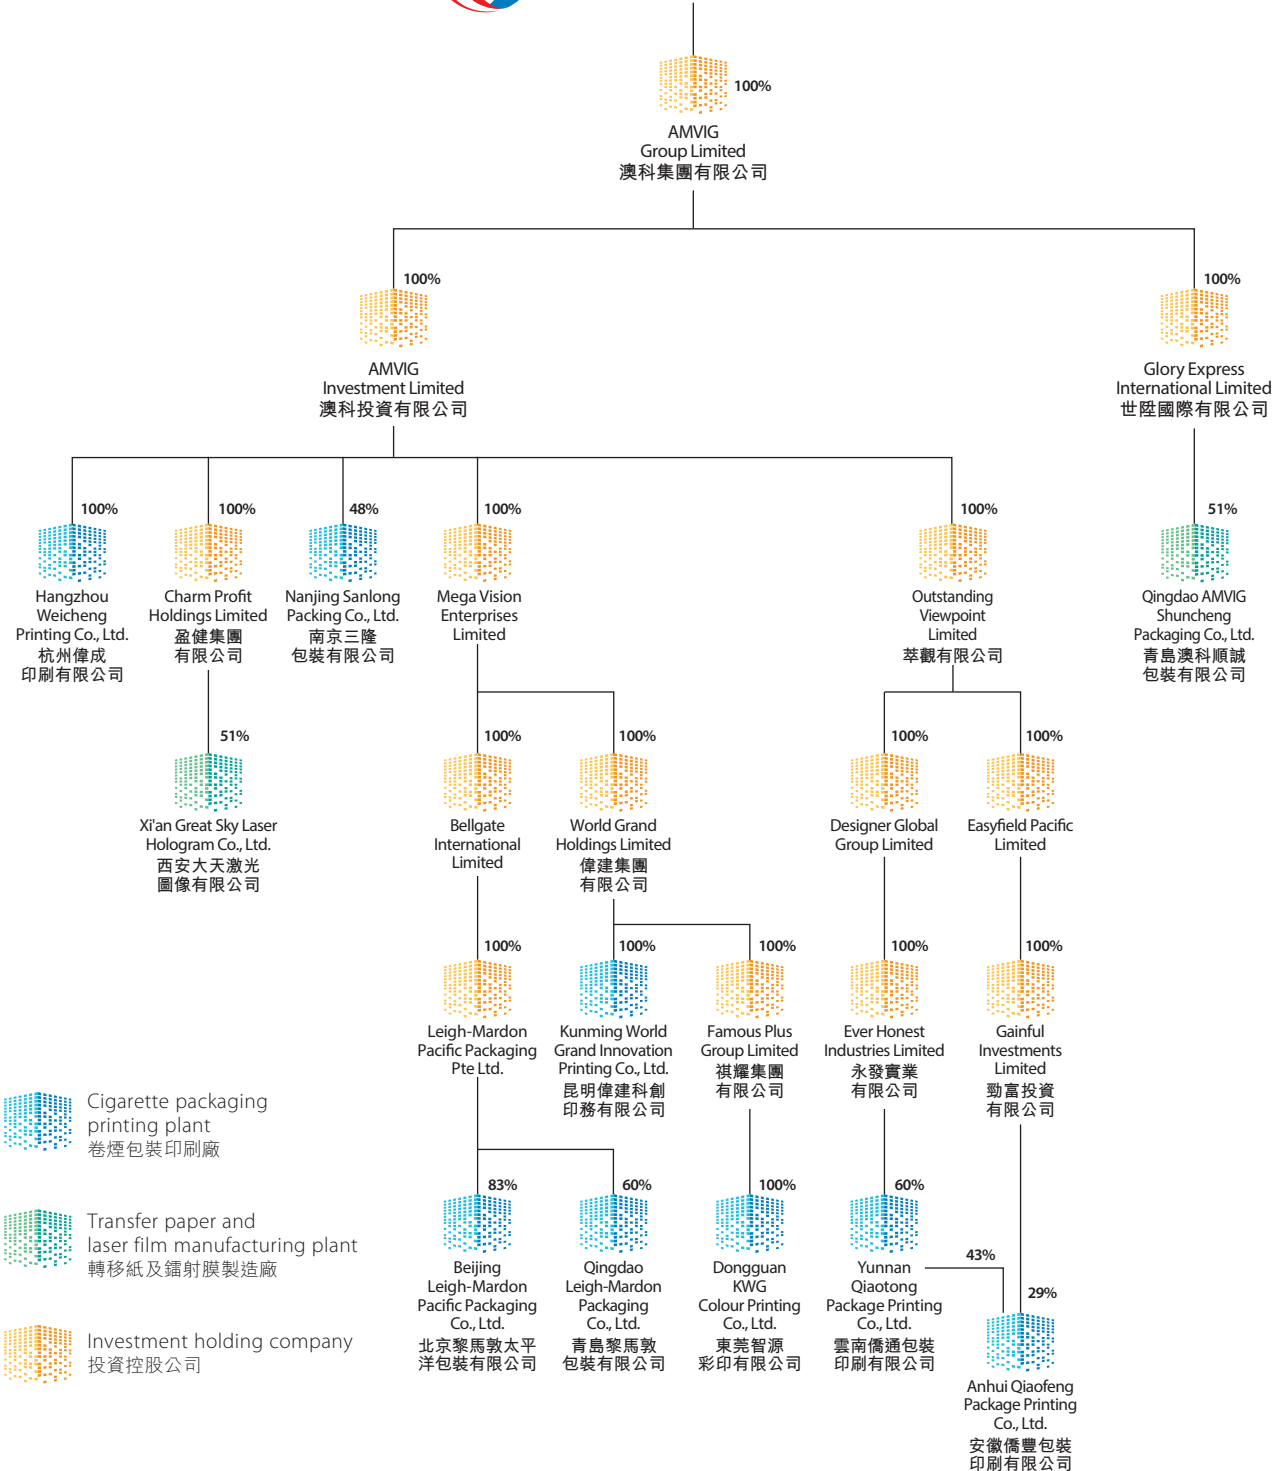 100%
AMVIG
Group Limited
澳科集團有限公司
100%
AMVIG
Investment Limited
澳科投資有限公司
100%
Glory Express
International Limited
世陞國際有限公司
100%
Hangzhou
Weicheng
Printing Co., Ltd.
杭州偉成
印刷有限公司
100%
Charm Profit
Holdings Limited
盈健集團
有限公司
48%
Nanjing Sanlong
Packing Co., Ltd.
南京三隆
包裝有限公司
100%
Mega Vision
Enterprises
Limited
100%
Outstanding
Viewpoint
Limited
萃觀有限公司
51%
Qingdao AMVIG
Shuncheng
Packaging Co., Ltd.
青島澳科順誠
包裝有限公司
51%
Xi'an Great Sky Laser
Hologram Co., Ltd.
西安大天激光
圖像有限公司
100%
Bellgate
International
Limited
100%
World Grand
Holdings Limited
偉建集團
有限公司
100%
Designer Global
Group Limited
100%
Easyfield Pacific
Limited
100%
Leigh-Mardon
Pacific Packaging
Pte Ltd.
100%
Kunming World
Grand Innovation
Printing Co., Ltd.
昆明偉建科創
印務有限公司
100%
Famous Plus
Group Limited
祺耀集團
有限公司
100%
Ever Honest
Industries Limited
永發實業
有限公司
100%
Gainful
Investments
Limited
勁富投資
有限公司
Cigarette packaging
printing plant
卷煙包裝印刷廠
Transfer paper and
laser film manufacturing plant
轉移紙及鐳射膜製造廠
Investment holding company
投資控股公司
83%
Beijing
Leigh-Mardon
Pacific Packaging
Co., Ltd.
北京黎馬敦太平
洋包裝有限公司
60%
Qingdao
Leigh-Mardon
Packaging
Co., Ltd.
青島黎馬敦
包裝有限公司
100%
Dongguan
KWG
Colour Printing
Co., Ltd.
東莞智源
彩印有限公司
60%
Yunnan
Qiaotong
Package Printing
Co., Ltd.
雲南僑通包裝
印刷有限公司
43%
29%
Anhui Qiaofeng
Package Printing
Co., Ltd.
安徽僑豐包裝
印刷有限公司